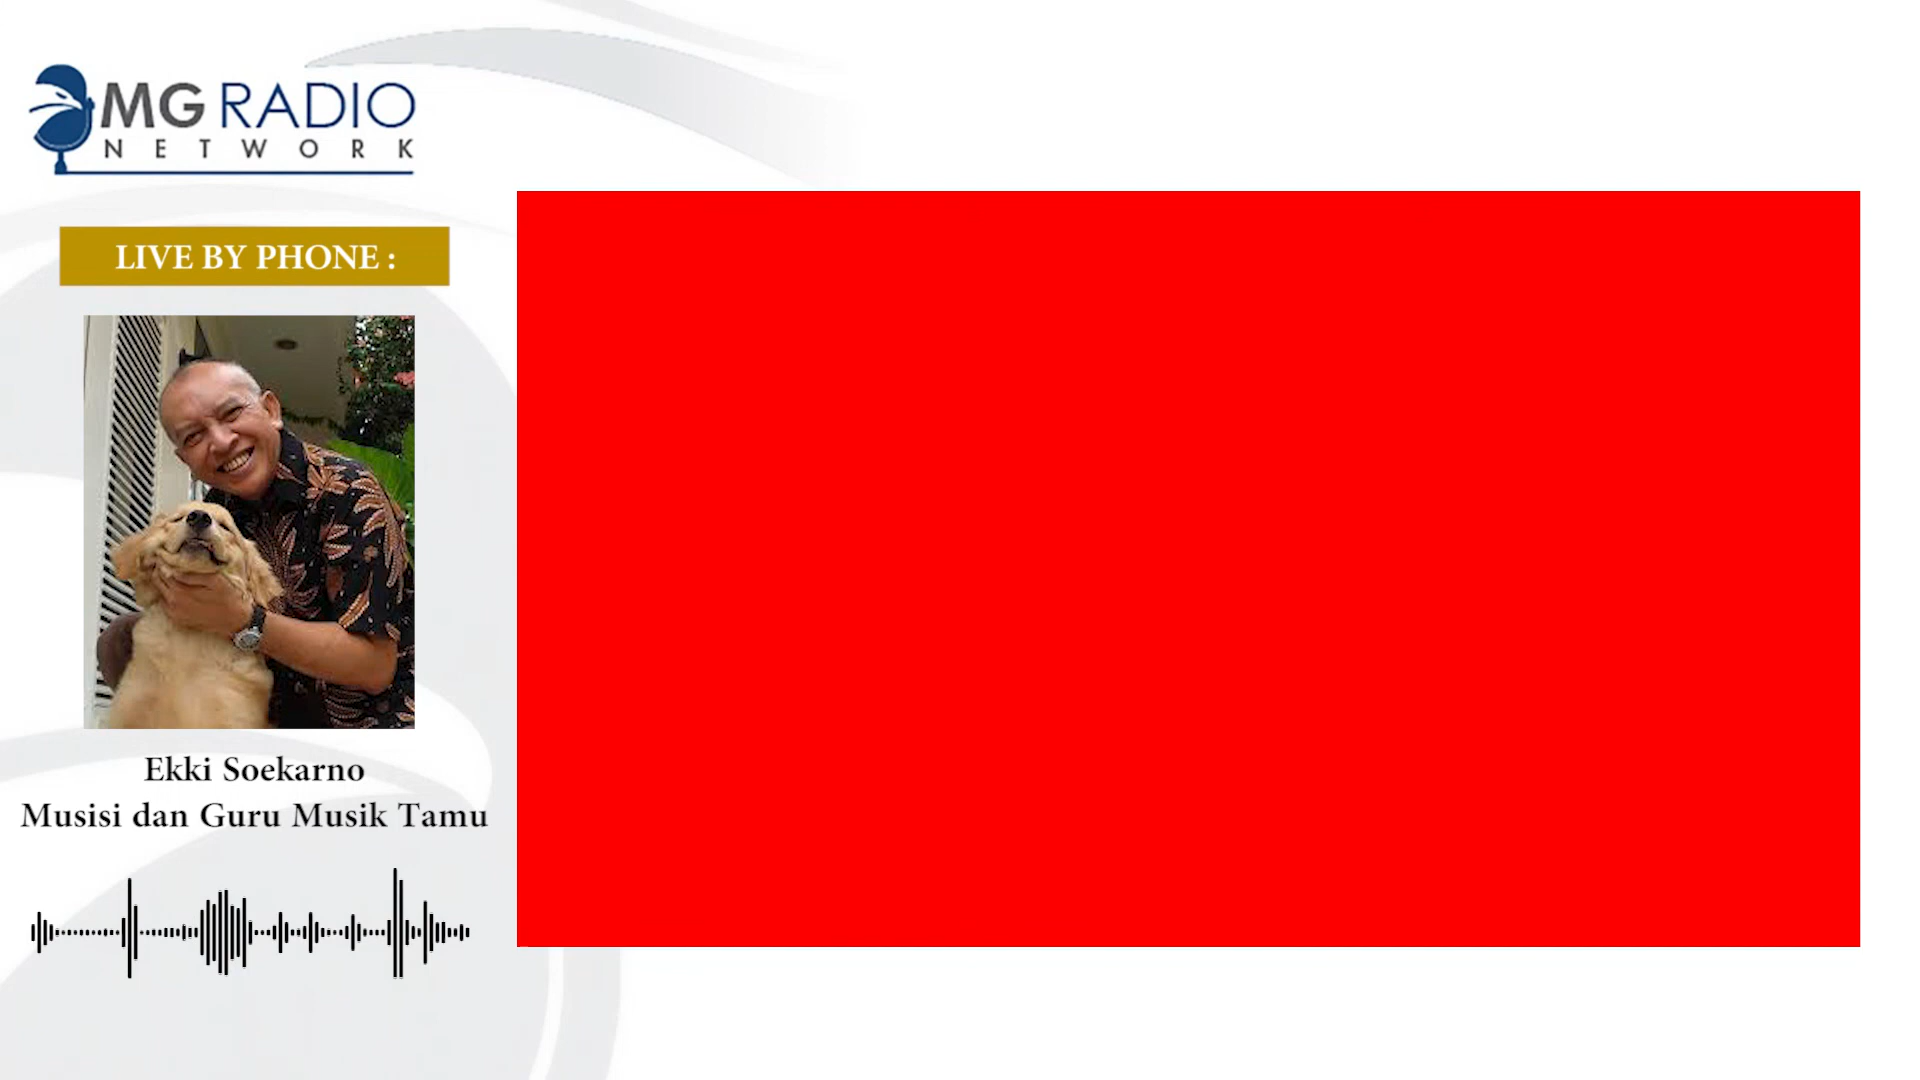 MG RADIO
NETWORK
LIVE BY PHONE :
Ekki Soekarno
Musisi dan Guru Musik Tamu